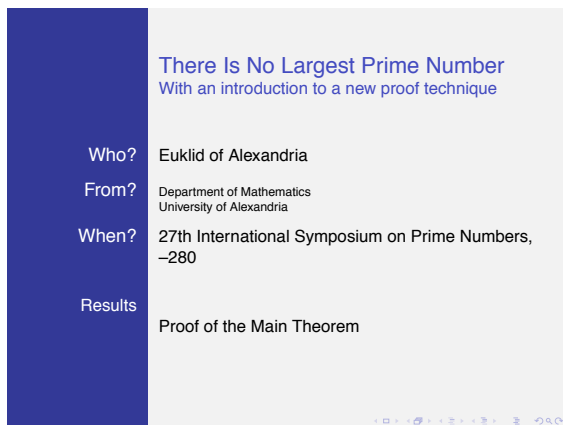 There Is No Largest Prime Number
With an introduction to a new proof technique
Who? Euklid of Alexandria
From? Department of Mathematics
University of Alexandria
When? 27th International Symposium on Prime Numbers,
–280
Results
Proof of the Main Theorem